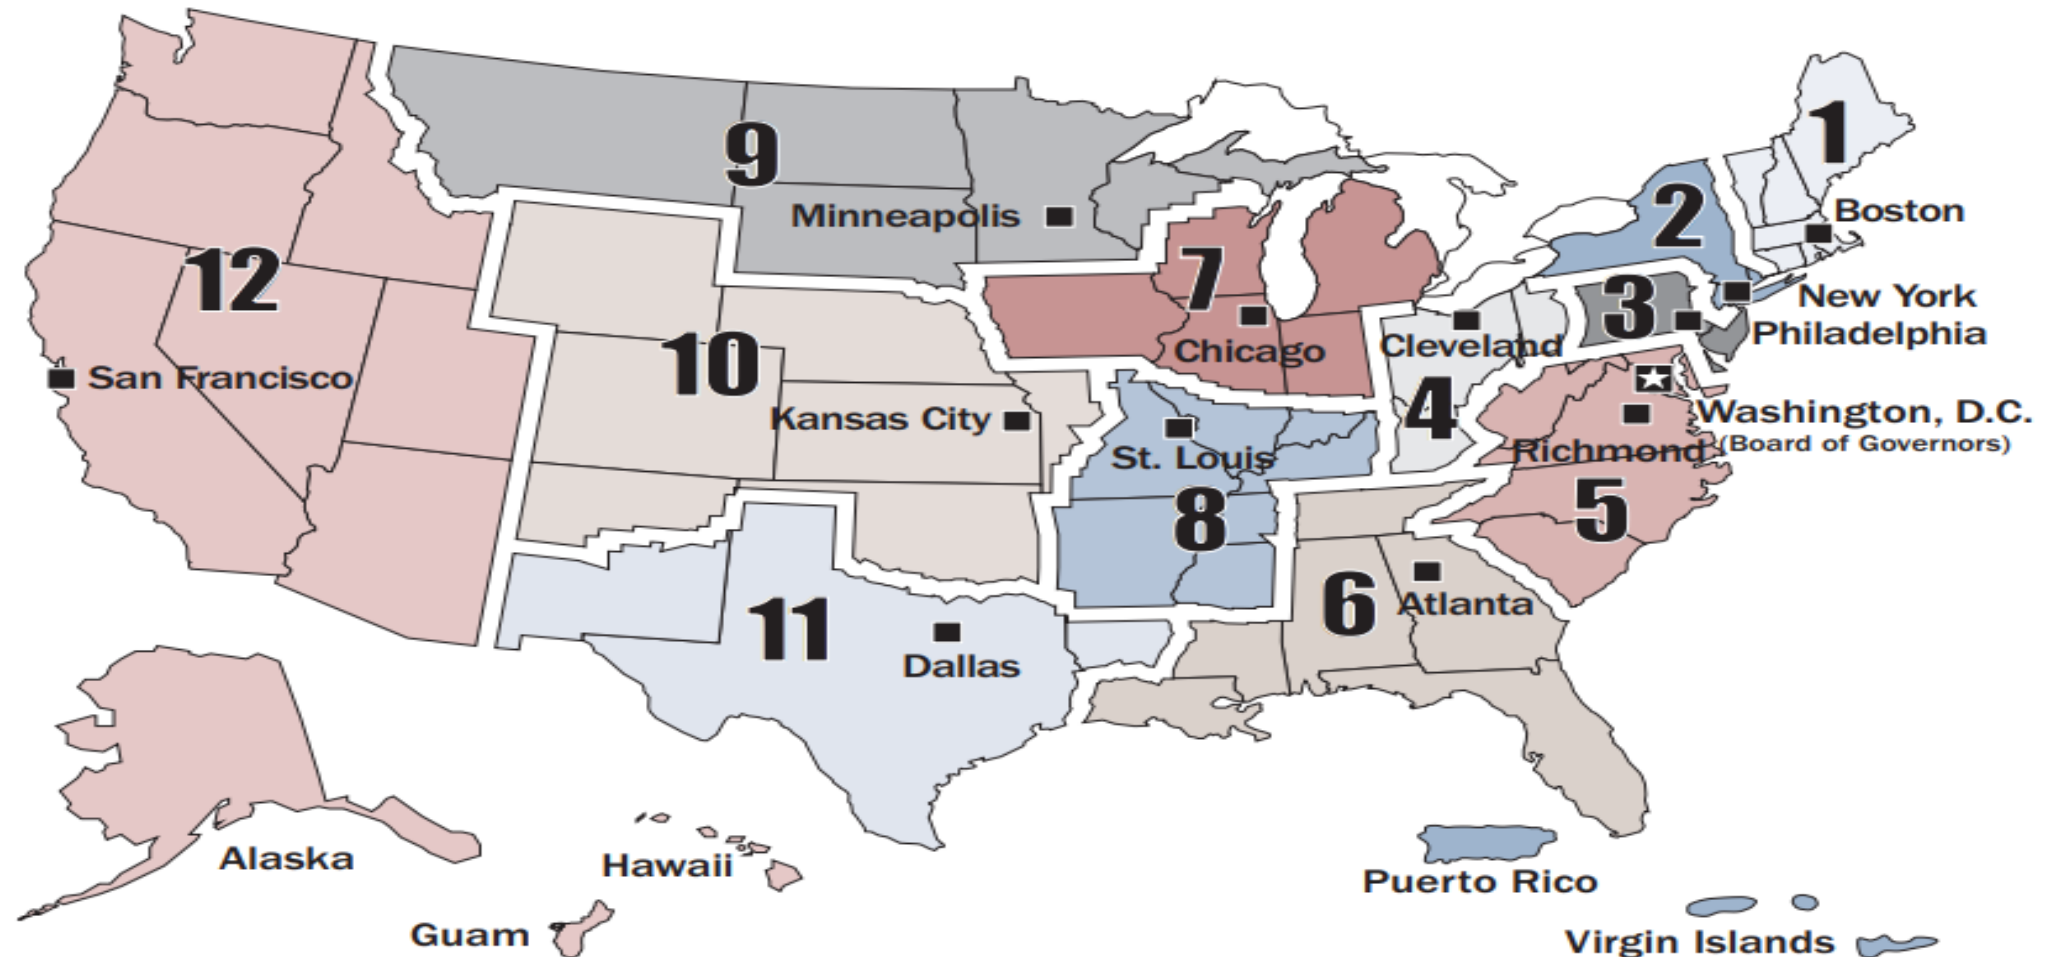 1
9
2
Minneapolis
Boston
12
7
3
New York
Philadelphia
10
Chicago
Cleveland
San Francisco
4
Kansas City
Washington, D.C.
(Board of Governors)
St. Louis
Richmond
8
5
6
Atlanta
11
Dallas
Alaska
Hawaii
Puerto Rico
Guam
Virgin Islands